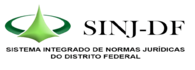 SINJ-DF
SISTEMA INTEGRADO DE NORMAS JURÍDICAS
DO DISTRITO FEDERAL